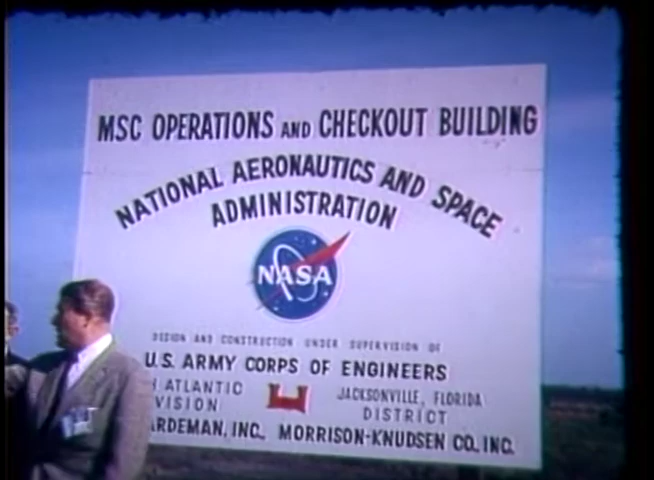 MSC OPERATIONS AND CHECKOUT BUILDING
NATIONAL AERONAUTICS AND SPACE
ADMINISTRATION
NASA
DESIGN AND CONSTRUCTION UNDER SUPERVISION OF
U.S. ARMY CORPS OF ENGINEERS
H ATLANTIC JACKSONVILLE, FLORIDA
VISION DISTRICT
ARDEMAN, INC., MORRISON-KNUDSEN CO., INC.